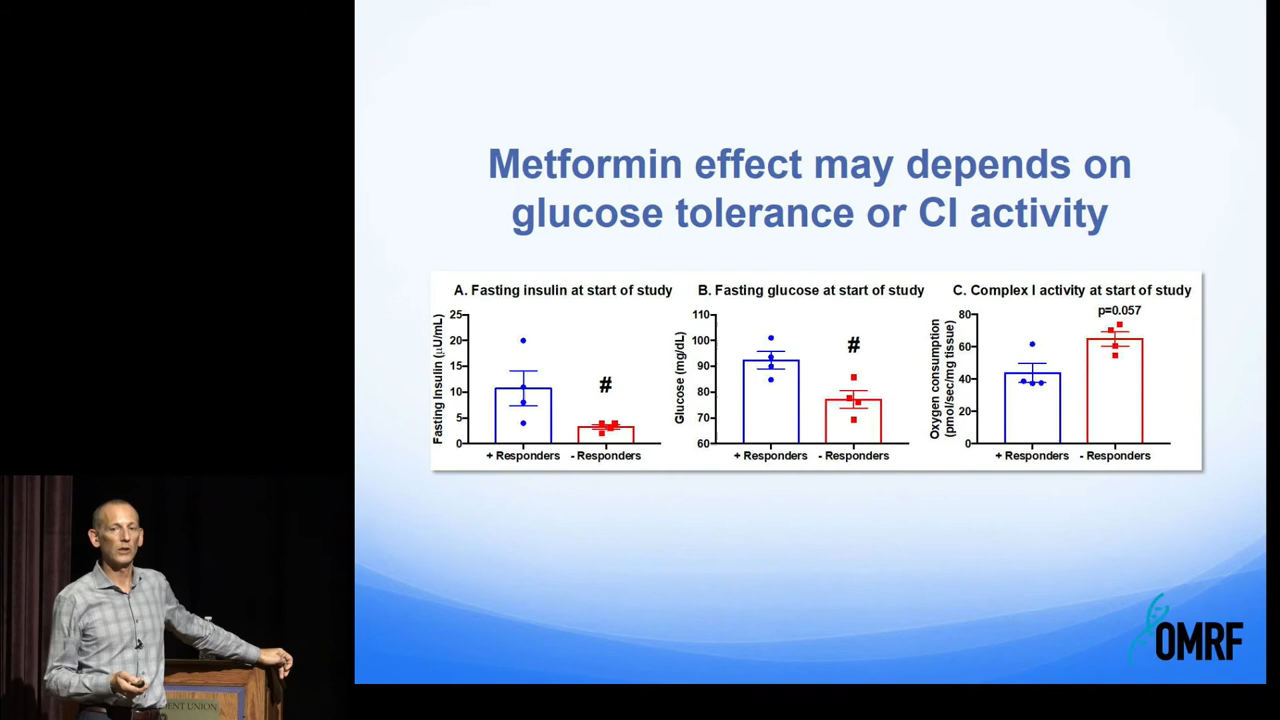 Metformin effect may depends on
glucose tolerance or CI activity
A. Fasting insulin at start of study
Fasting Insulin (µU/mL)
25
20
15
10
5
0
#
+ Responders
- Responders
B. Fasting glucose at start of study
Glucose (mg/dL)
110
100
90
80
70
60
#
+ Responders
- Responders
C. Complex I activity at start of study
p=0.057
Oxygen consumption
(pmol/sec/mg tissue)
80
60
40
20
0
+ Responders
- Responders
OMRF
UNION